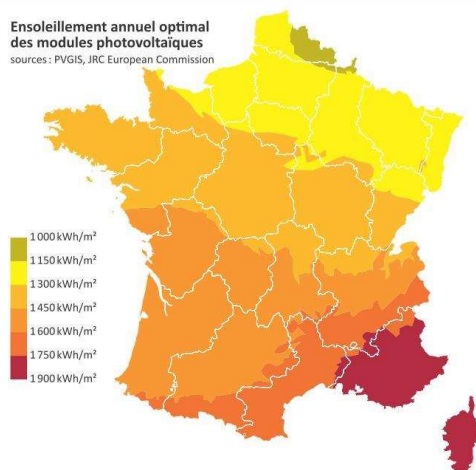 Ensoleillement annuel optimal
des modules photovoltaïques
sources : PVGIS, JRC European Commission
1 000 kWh/m²
1 150 kWh/m²
1 300 kWh/m²
1 450 kWh/m²
1 600 kWh/m²
1 750 kWh/m²
1 900 kWh/m²